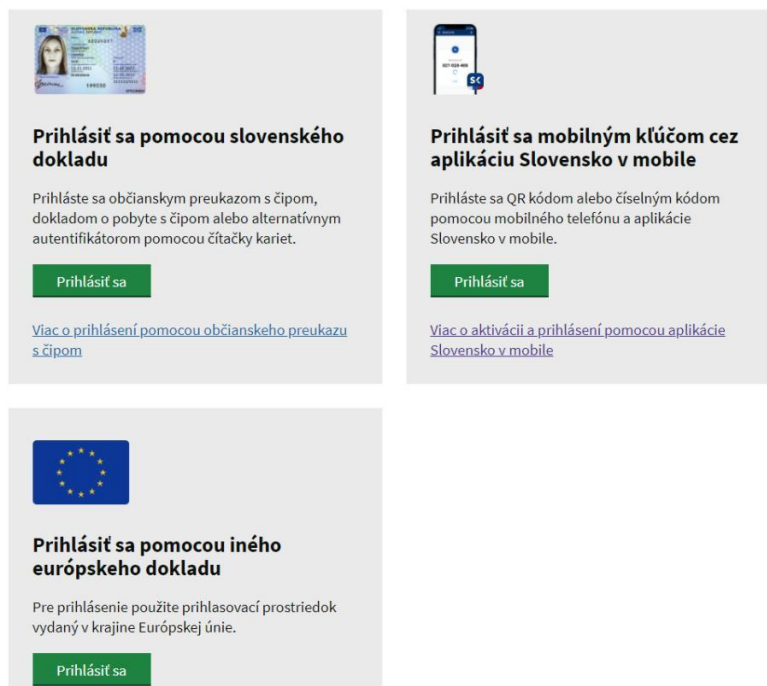 SLOVENSKÁ REPUBLIKA
Prihlásiť sa pomocou slovenského
dokladu
Prihláste sa občianskym preukazom s čipom,
dokladom o pobyte s čipom alebo alternatívnym
autentifikátorom pomocou čítačky kariet.
Prihlásiť sa
Viac o prihlásení pomocou občianskeho preukazu
s čipom
SK
Prihlásiť sa mobilným kľúčom cez
aplikáciu Slovensko v mobile
Prihláste sa QR kódom alebo číselným kódom
pomocou mobilného telefónu a aplikácie
Slovensko v mobile.
Prihlásiť sa
Viac o aktivácii a prihlásení pomocou aplikácie
Slovensko v mobile
Prihlásiť sa pomocou iného
európskeho dokladu
Pre prihlásenie použite prihlasovací prostriedok
vydaný v krajine Európskej únie.
Prihlásiť sa